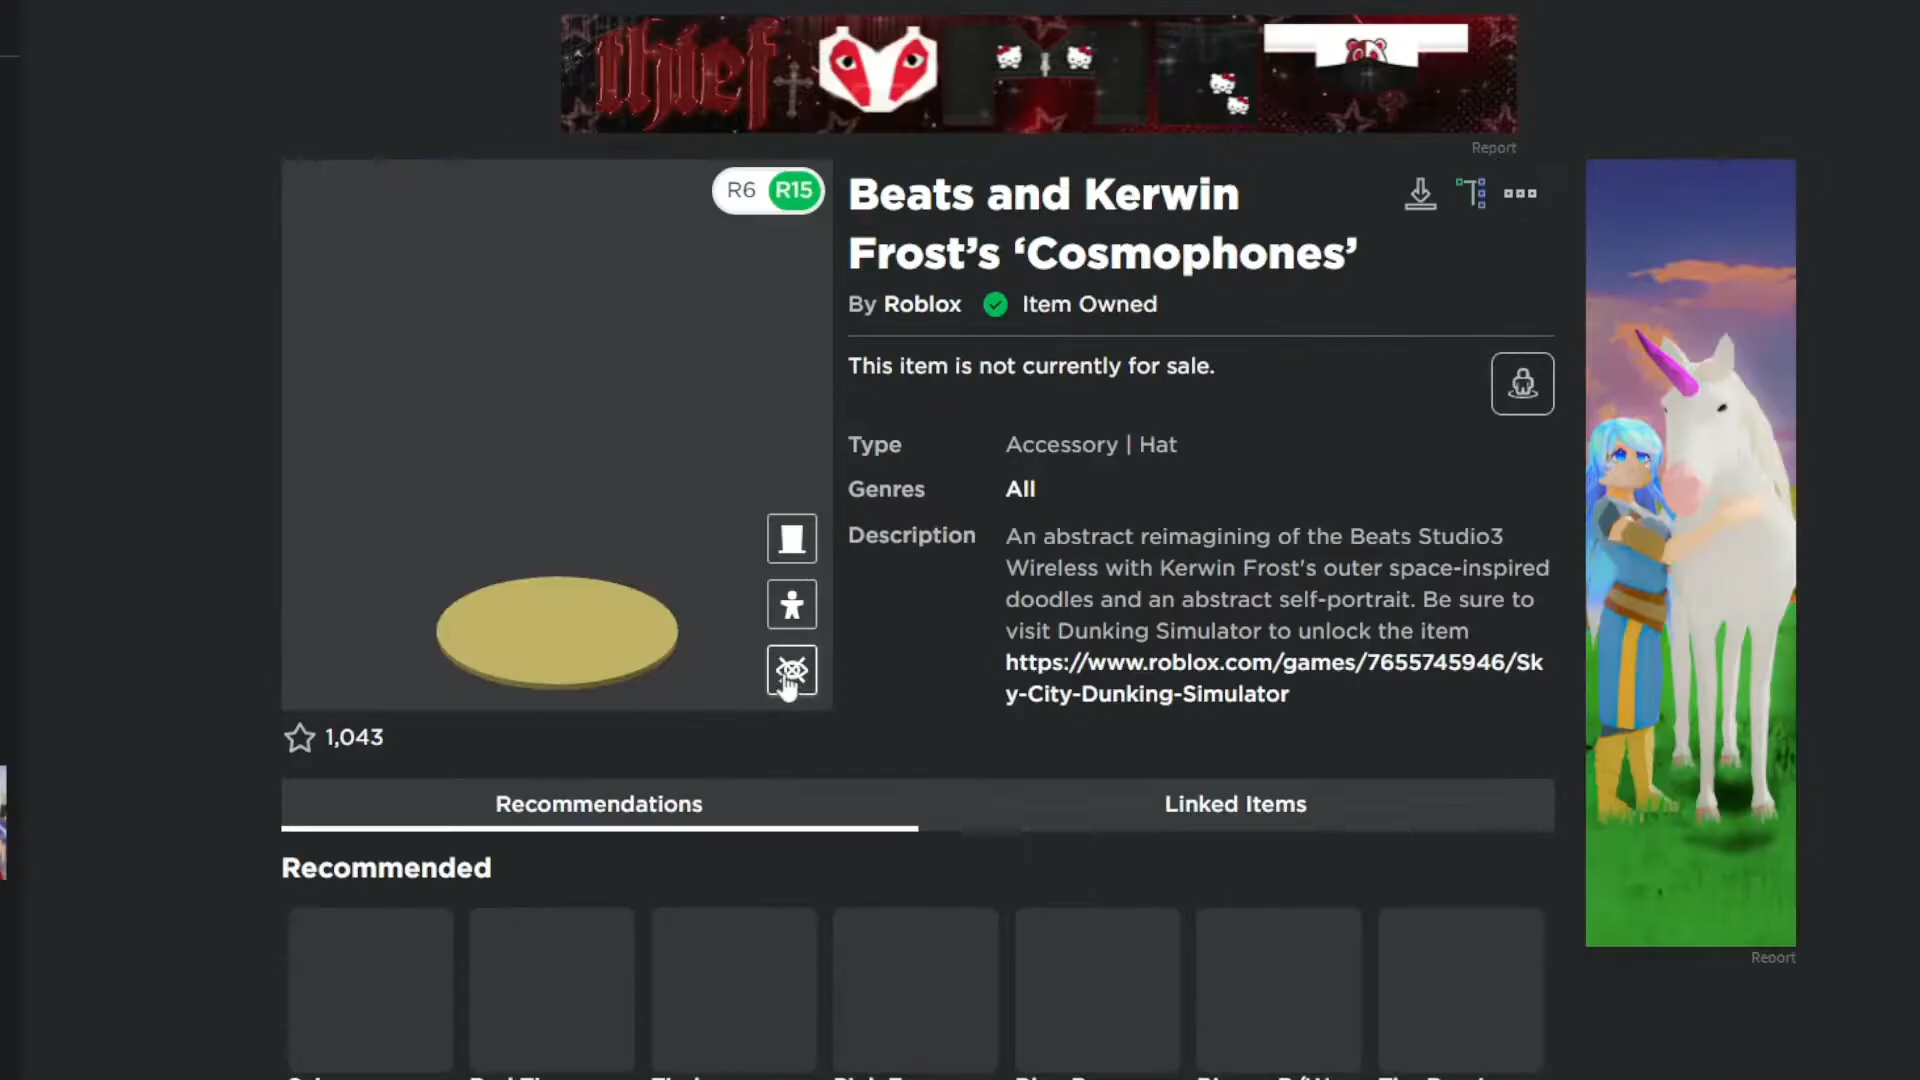 thief
Report
R6 R15
Beats and Kerwin
Frost’s ‘Cosmophones’
By Roblox Item Owned
This item is not currently for sale.
Type Accessory | Hat
Genres All
Description An abstract reimagining of the Beats Studio3
Wireless with Kerwin Frost's outer space-inspired
doodles and an abstract self-portrait. Be sure to
visit Dunking Simulator to unlock the item
https://www.roblox.com/games/7655745946/Sk
y-City-Dunking-Simulator
1,043
Recommendations Linked Items
Recommended
Report